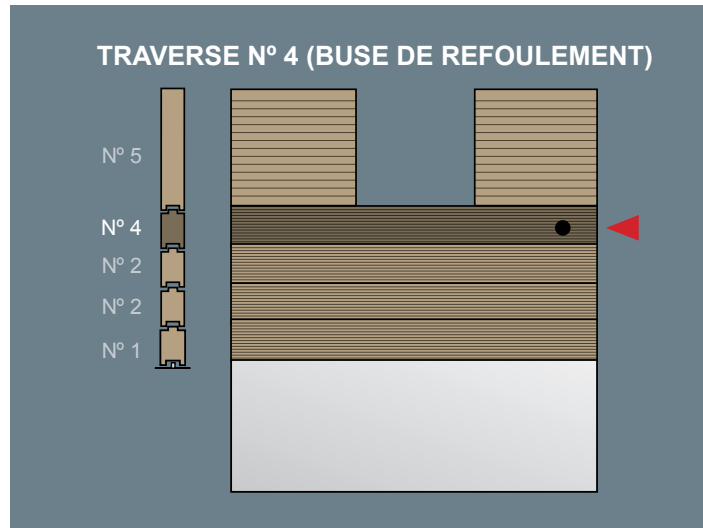 TRAVERSE Nº 4 (BUSE DE REFOULEMENT)
Nº 5
Nº 4
Nº 2
Nº 2
Nº 1